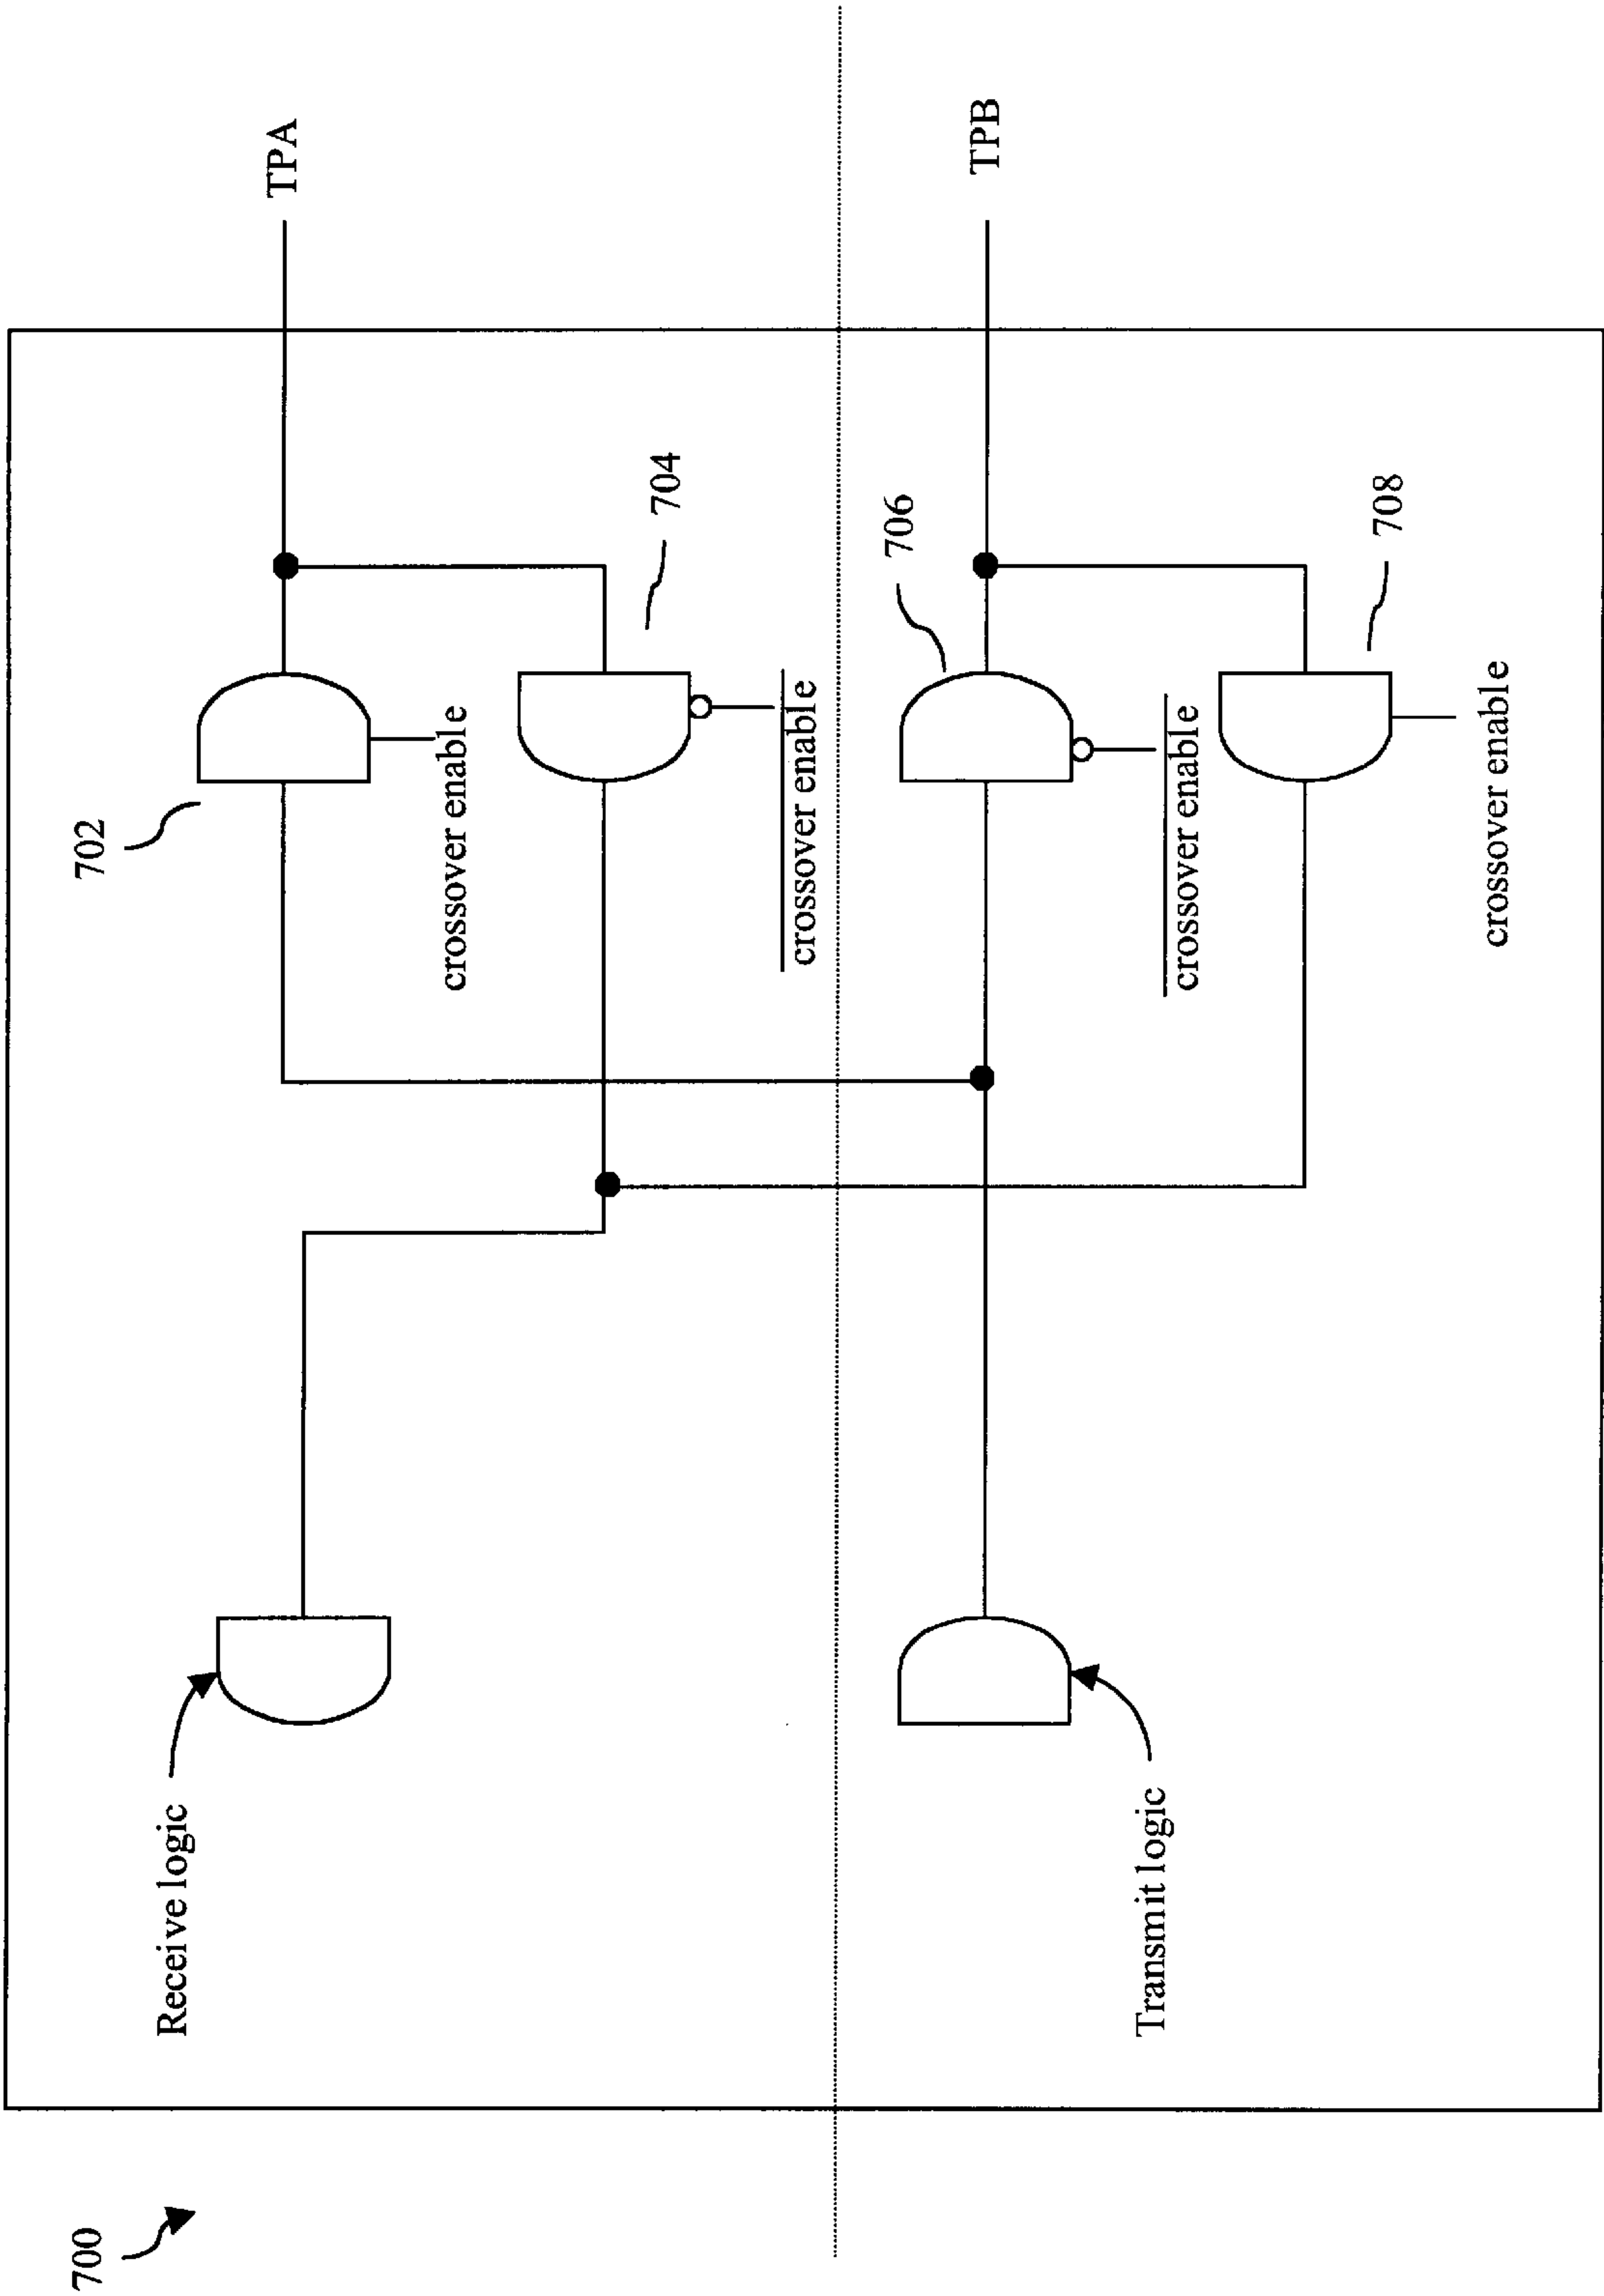 700
Receive logic
Transmit logic
702
crossover enable
704
crossover enable
706
crossover enable
708
crossover enable
TPA
TPB